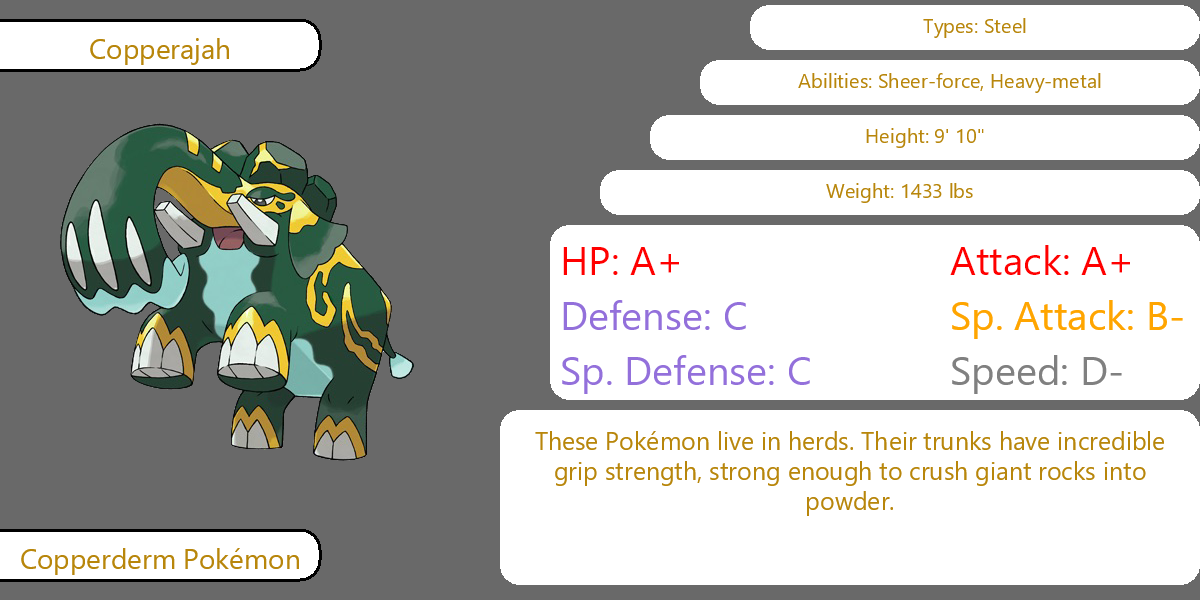 Copperajah
Types: Steel
Abilities: Sheer-force, Heavy-metal
Height: 9' 10"
Weight: 1433 lbs
HP: A+
Attack: A+
Defense: C
Sp. Attack: B-
Sp. Defense: C
Speed: D-
These Pokémon live in herds. Their trunks have incredible
grip strength, strong enough to crush giant rocks into
powder.
Copperderm Pokémon